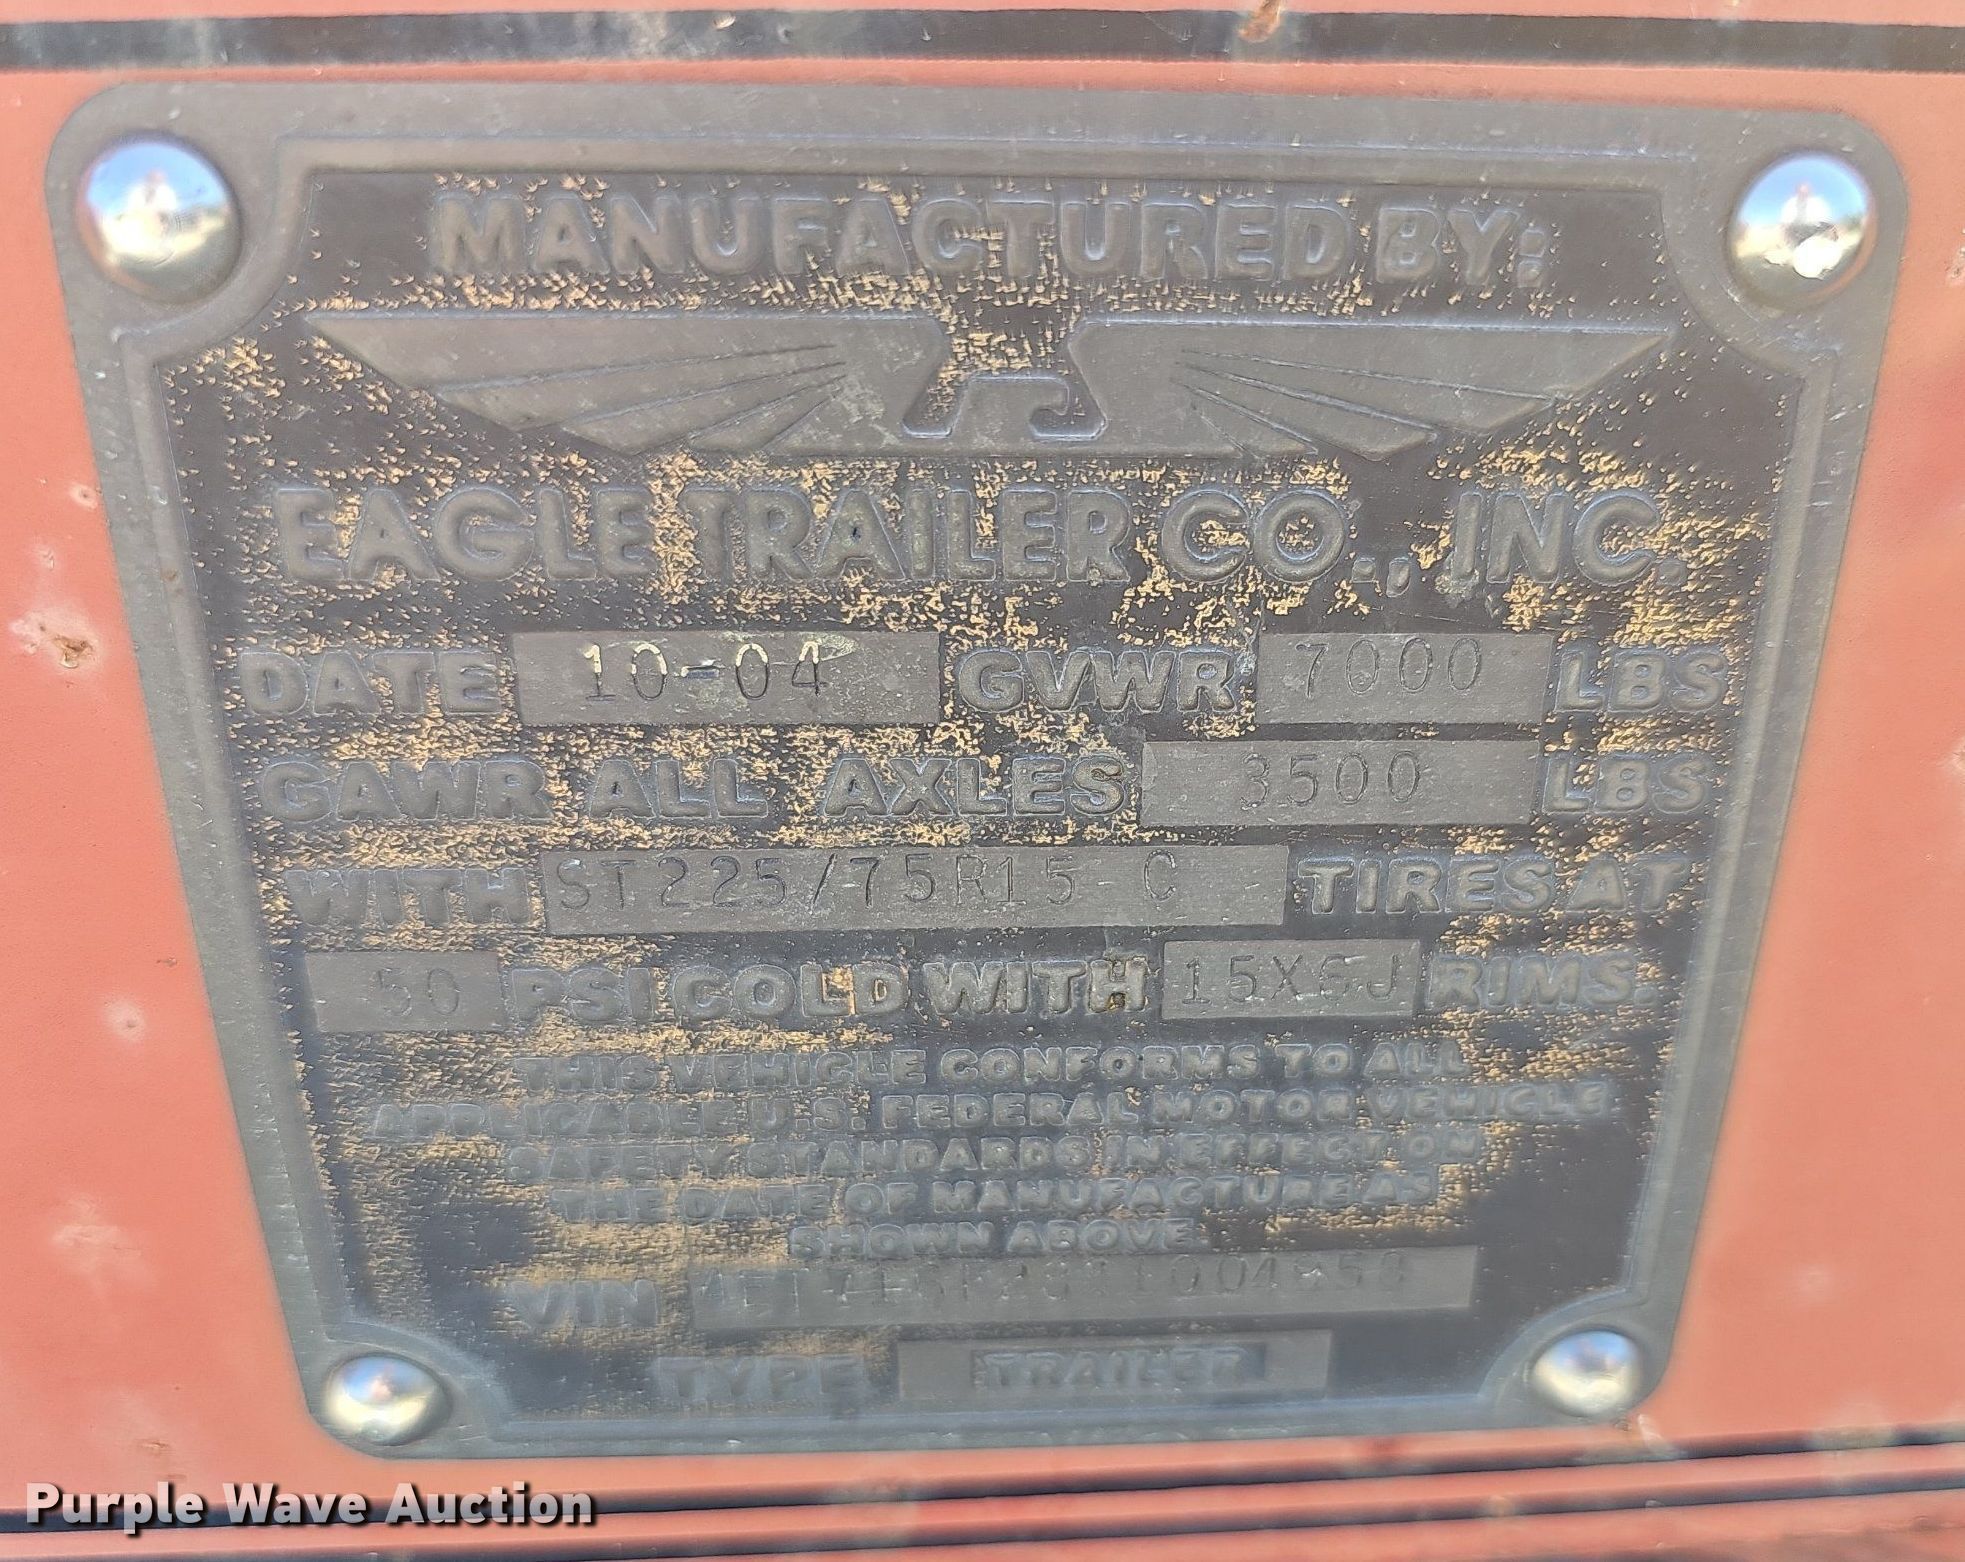 MANUFACTURED BY:
EAGLE TRAILER CO., INC.
DATE 10-04 GVWR 7000 LBS
GAWR ALL AXLES 3500 LBS
WITH ST225/75R15 C TIRES AT
50 PSI COLD WITH 15X6J RIMS.
THIS VEHICLE CONFORMS TO ALL
APPLICABLE U.S. FEDERAL MOTOR VEHICLE
SAFETY STANDARDS IN EFFECT ON
THE DATE OF MANUFACTURE AS
SHOWN ABOVE.
VIN
TYPE TRAILER
Purple Wave Auction